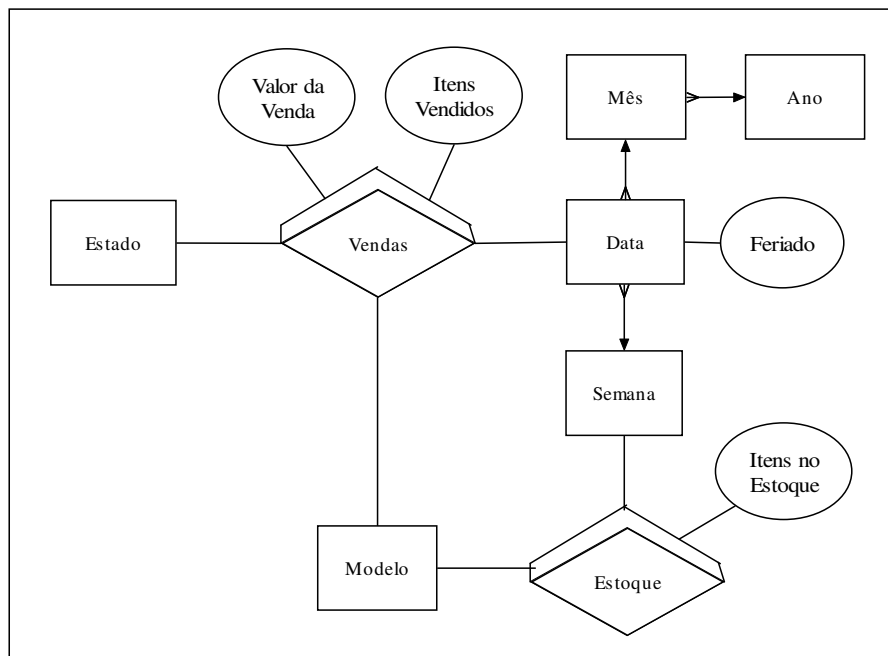 Valor da
Venda
Itens
Vendidos
Mês
Ano
Estado
Vendas
Data
Feriado
Semana
Itens no
Estoque
Modelo
Estoque